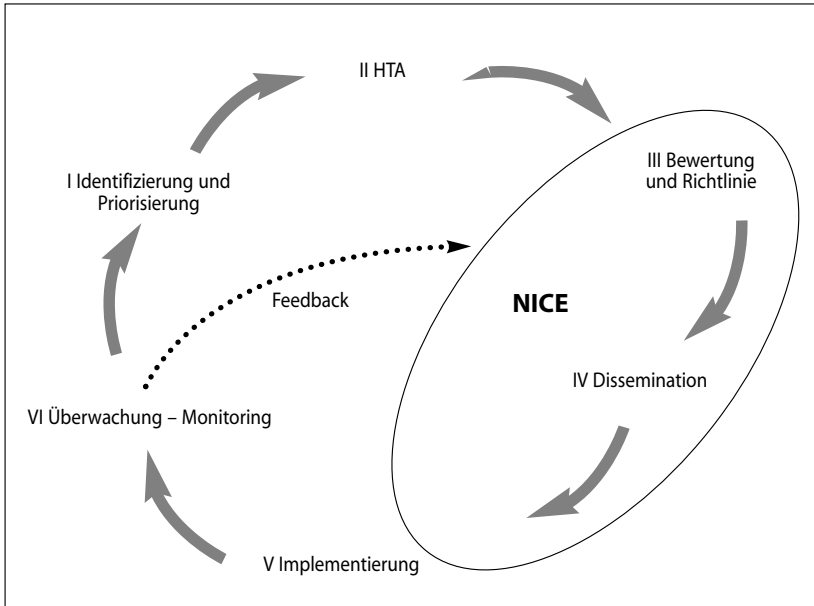 II HTA
III Bewertung
und Richtlinie
I Identifizierung und
Priorisierung
Feedback
NICE
IV Dissemination
VI Überwachung – Monitoring
V Implementierung